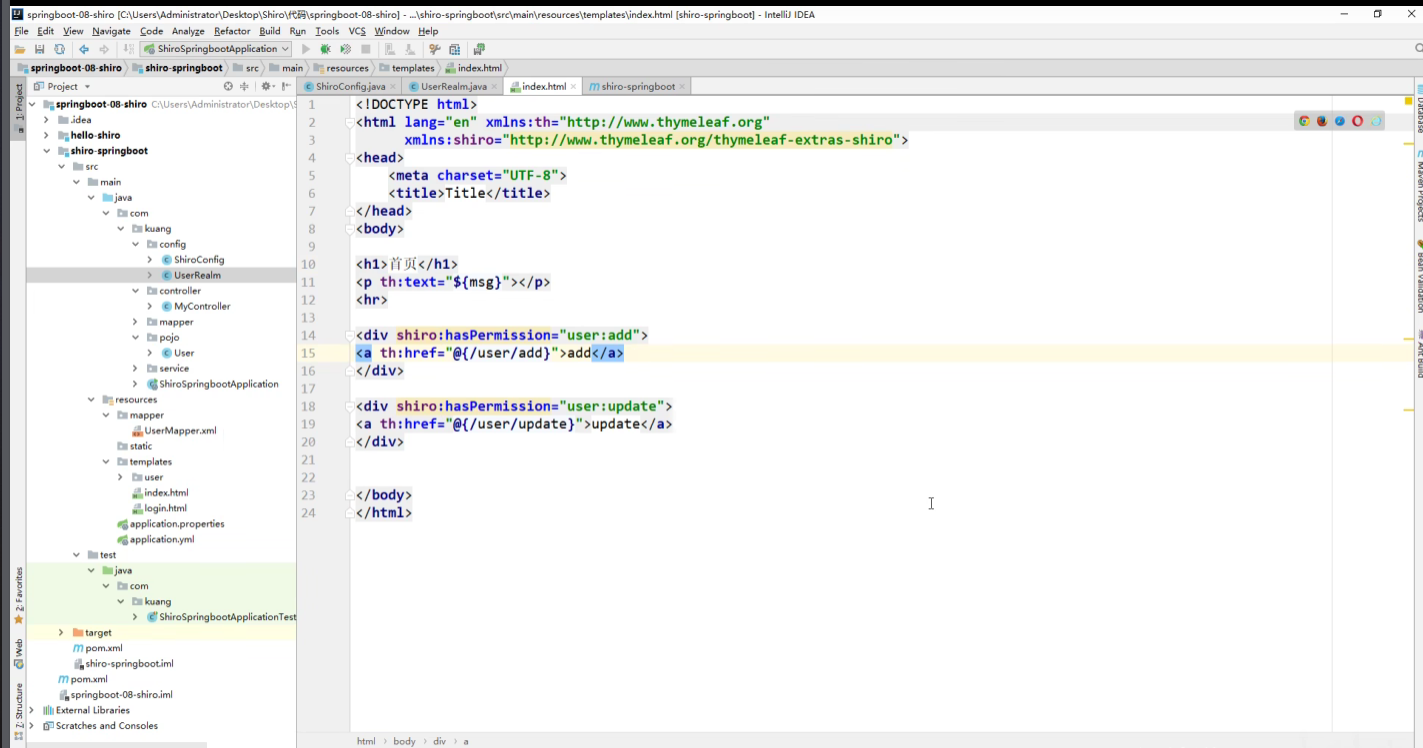 springboot-08-shiro [C:\Users\Administrator\Desktop\Shiro\代码\springboot-08-shiro] - ...\shiro-springboot\src\main\resources\templates\index.html [shiro-springboot] - IntelliJ IDEA
File Edit View Navigate Code Analyze Refactor Build Run Tools VCS Window Help
ShiroSpringbootApplication
springboot-08-shiro shiro-springboot src main resources templates index.html
Project
ShiroConfig.java UserRealm.java index.html shiro-springboot
1: Project
springboot-08-shiro C:\Users\Administrator\Desktop\S
.idea
hello-shiro
shiro-springboot
src
main
java
com
kuang
config
ShiroConfig
UserRealm
controller
MyController
mapper
pojo
User
service
ShiroSpringbootApplication
resources
mapper
UserMapper.xml
static
templates
user
index.html
login.html
application.properties
application.yml
test
java
com
kuang
ShiroSpringbootApplicationTest
target
pom.xml
shiro-springboot.iml
pom.xml
springboot-08-shiro.iml
External Libraries
Scratches and Consoles
2: Favorites
Web
7: Structure
1 <!DOCTYPE html>
2 <html lang="en" xmlns:th="http://www.thymeleaf.org"
3 xmlns:shiro="http://www.thymeleaf.org/thymeleaf-extras-shiro">
4 <head>
5 <meta charset="UTF-8">
6 <title>Title</title>
7 </head>
8 <body>
9
10 <h1>首页</h1>
11 <p th:text="${msg}"></p>
12 <hr>
13
14 <div shiro:hasPermission="user:add">
15 <a th:href="@{/user/add}">add</a>
16 </div>
17
18 <div shiro:hasPermission="user:update">
19 <a th:href="@{/user/update}">update</a>
20 </div>
21
22
23 </body>
24 </html>
html body div a
Database
Maven Projects
Bean Validation
Ant Build